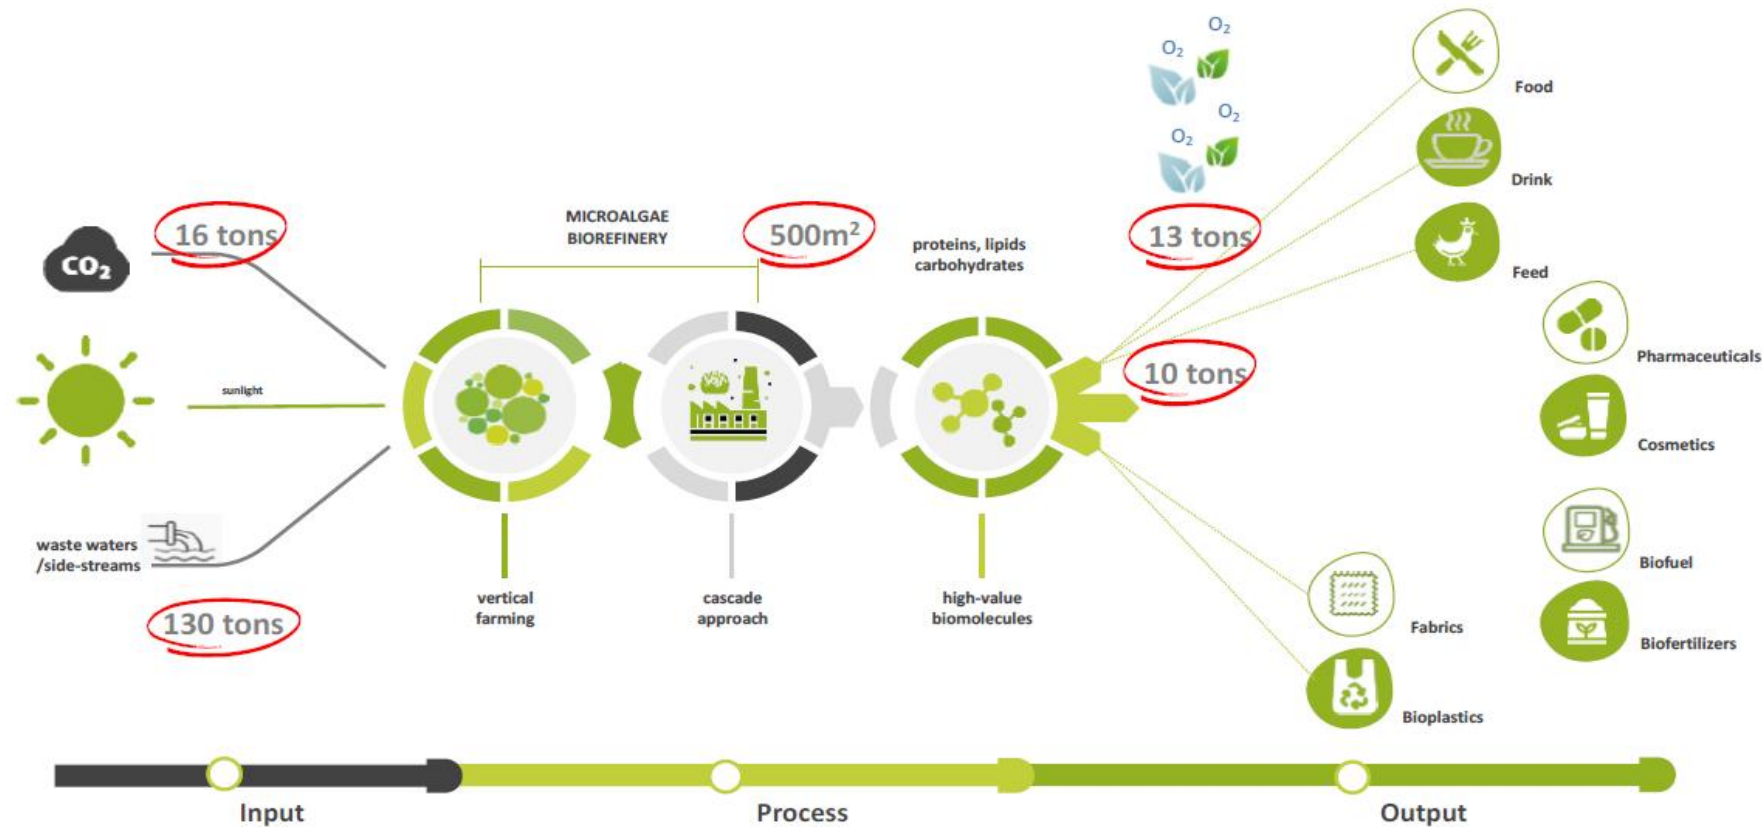 O₂
O₂
O₂
O₂
Food
Drink
Feed
CO₂
16 tons
MICROALGAE
BIOREFINERY
500m²
proteins, lipids
carbohydrates
13 tons
10 tons
Pharmaceuticals
Cosmetics
sunlight
waste waters
/side-streams
130 tons
vertical
farming
cascade
approach
high-value
biomolecules
Biofuel
Fabrics
Biofertilizers
Bioplastics
Input
Process
Output